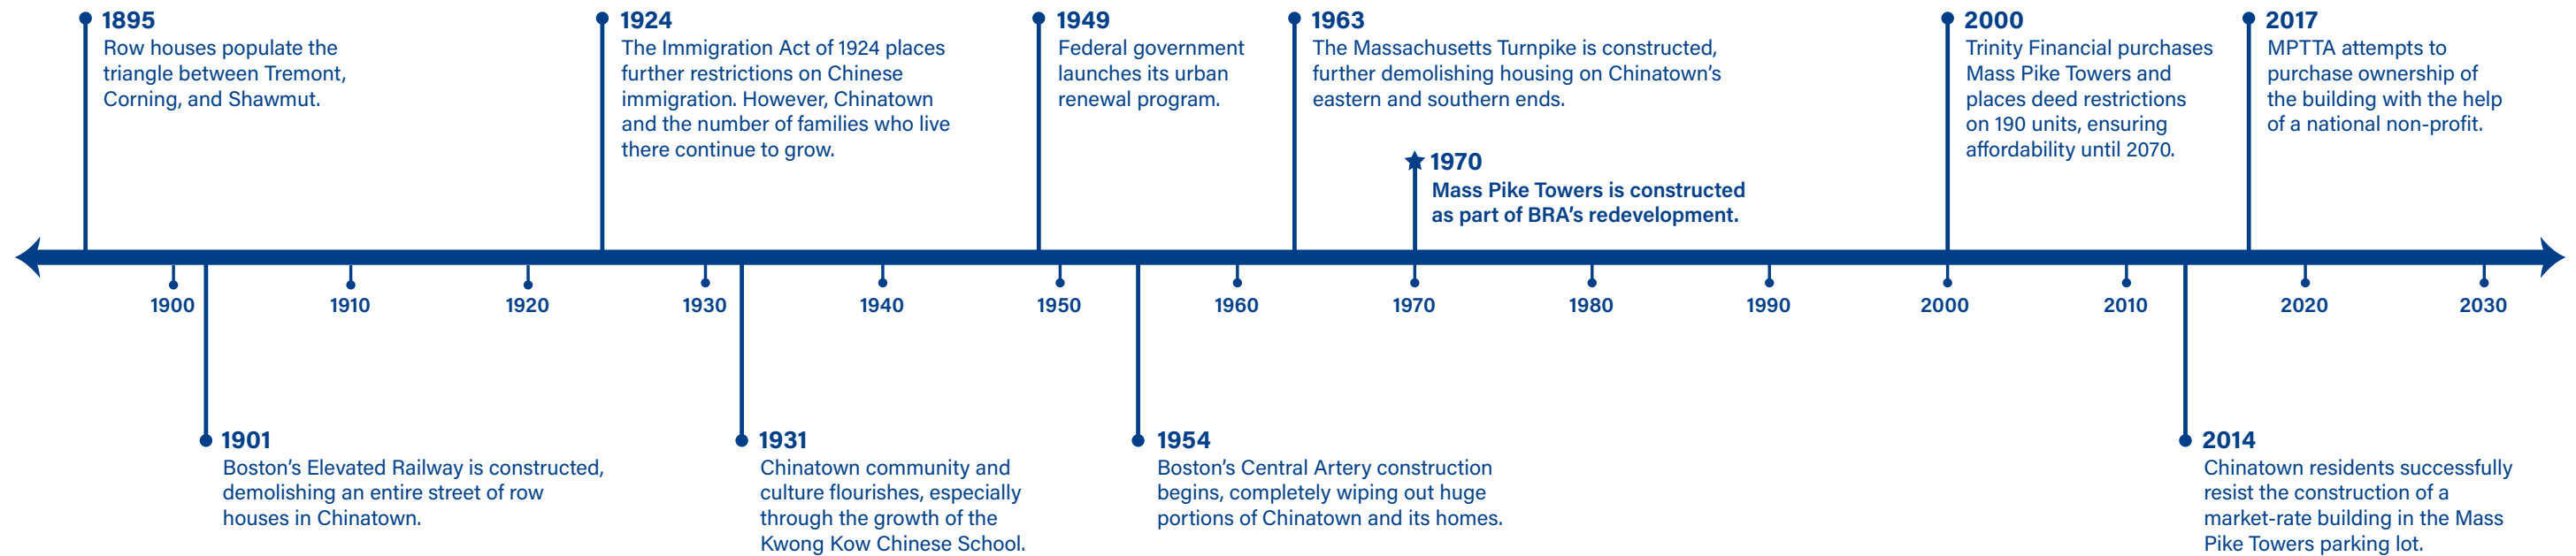 1895
Row houses populate the
triangle between Tremont,
Corning, and Shawmut.
1924
The Immigration Act of 1924 places
further restrictions on Chinese
immigration. However, Chinatown
and the number of families who live
there continue to grow.
1949
Federal government
launches its urban
renewal program.
1963
The Massachusetts Turnpike is constructed,
further demolishing housing on Chinatown’s
eastern and southern ends.
1970
Mass Pike Towers is constructed
as part of BRA’s redevelopment.
2000
Trinity Financial purchases
Mass Pike Towers and
places deed restrictions
on 190 units, ensuring
affordability until 2070.
2017
MPTTA attempts to
purchase ownership of
the building with the help
of a national non-profit.
1900
1910
1920
1930
1940
1950
1960
1970
1980
1990
2000
2010
2020
2030
1901
Boston’s Elevated Railway is constructed,
demolishing an entire street of row
houses in Chinatown.
1931
Chinatown community and
culture flourishes, especially
through the growth of the
Kwong Kow Chinese School.
1954
Boston’s Central Artery construction
begins, completely wiping out huge
portions of Chinatown and its homes.
2014
Chinatown residents successfully
resist the construction of a
market-rate building in the Mass
Pike Towers parking lot.